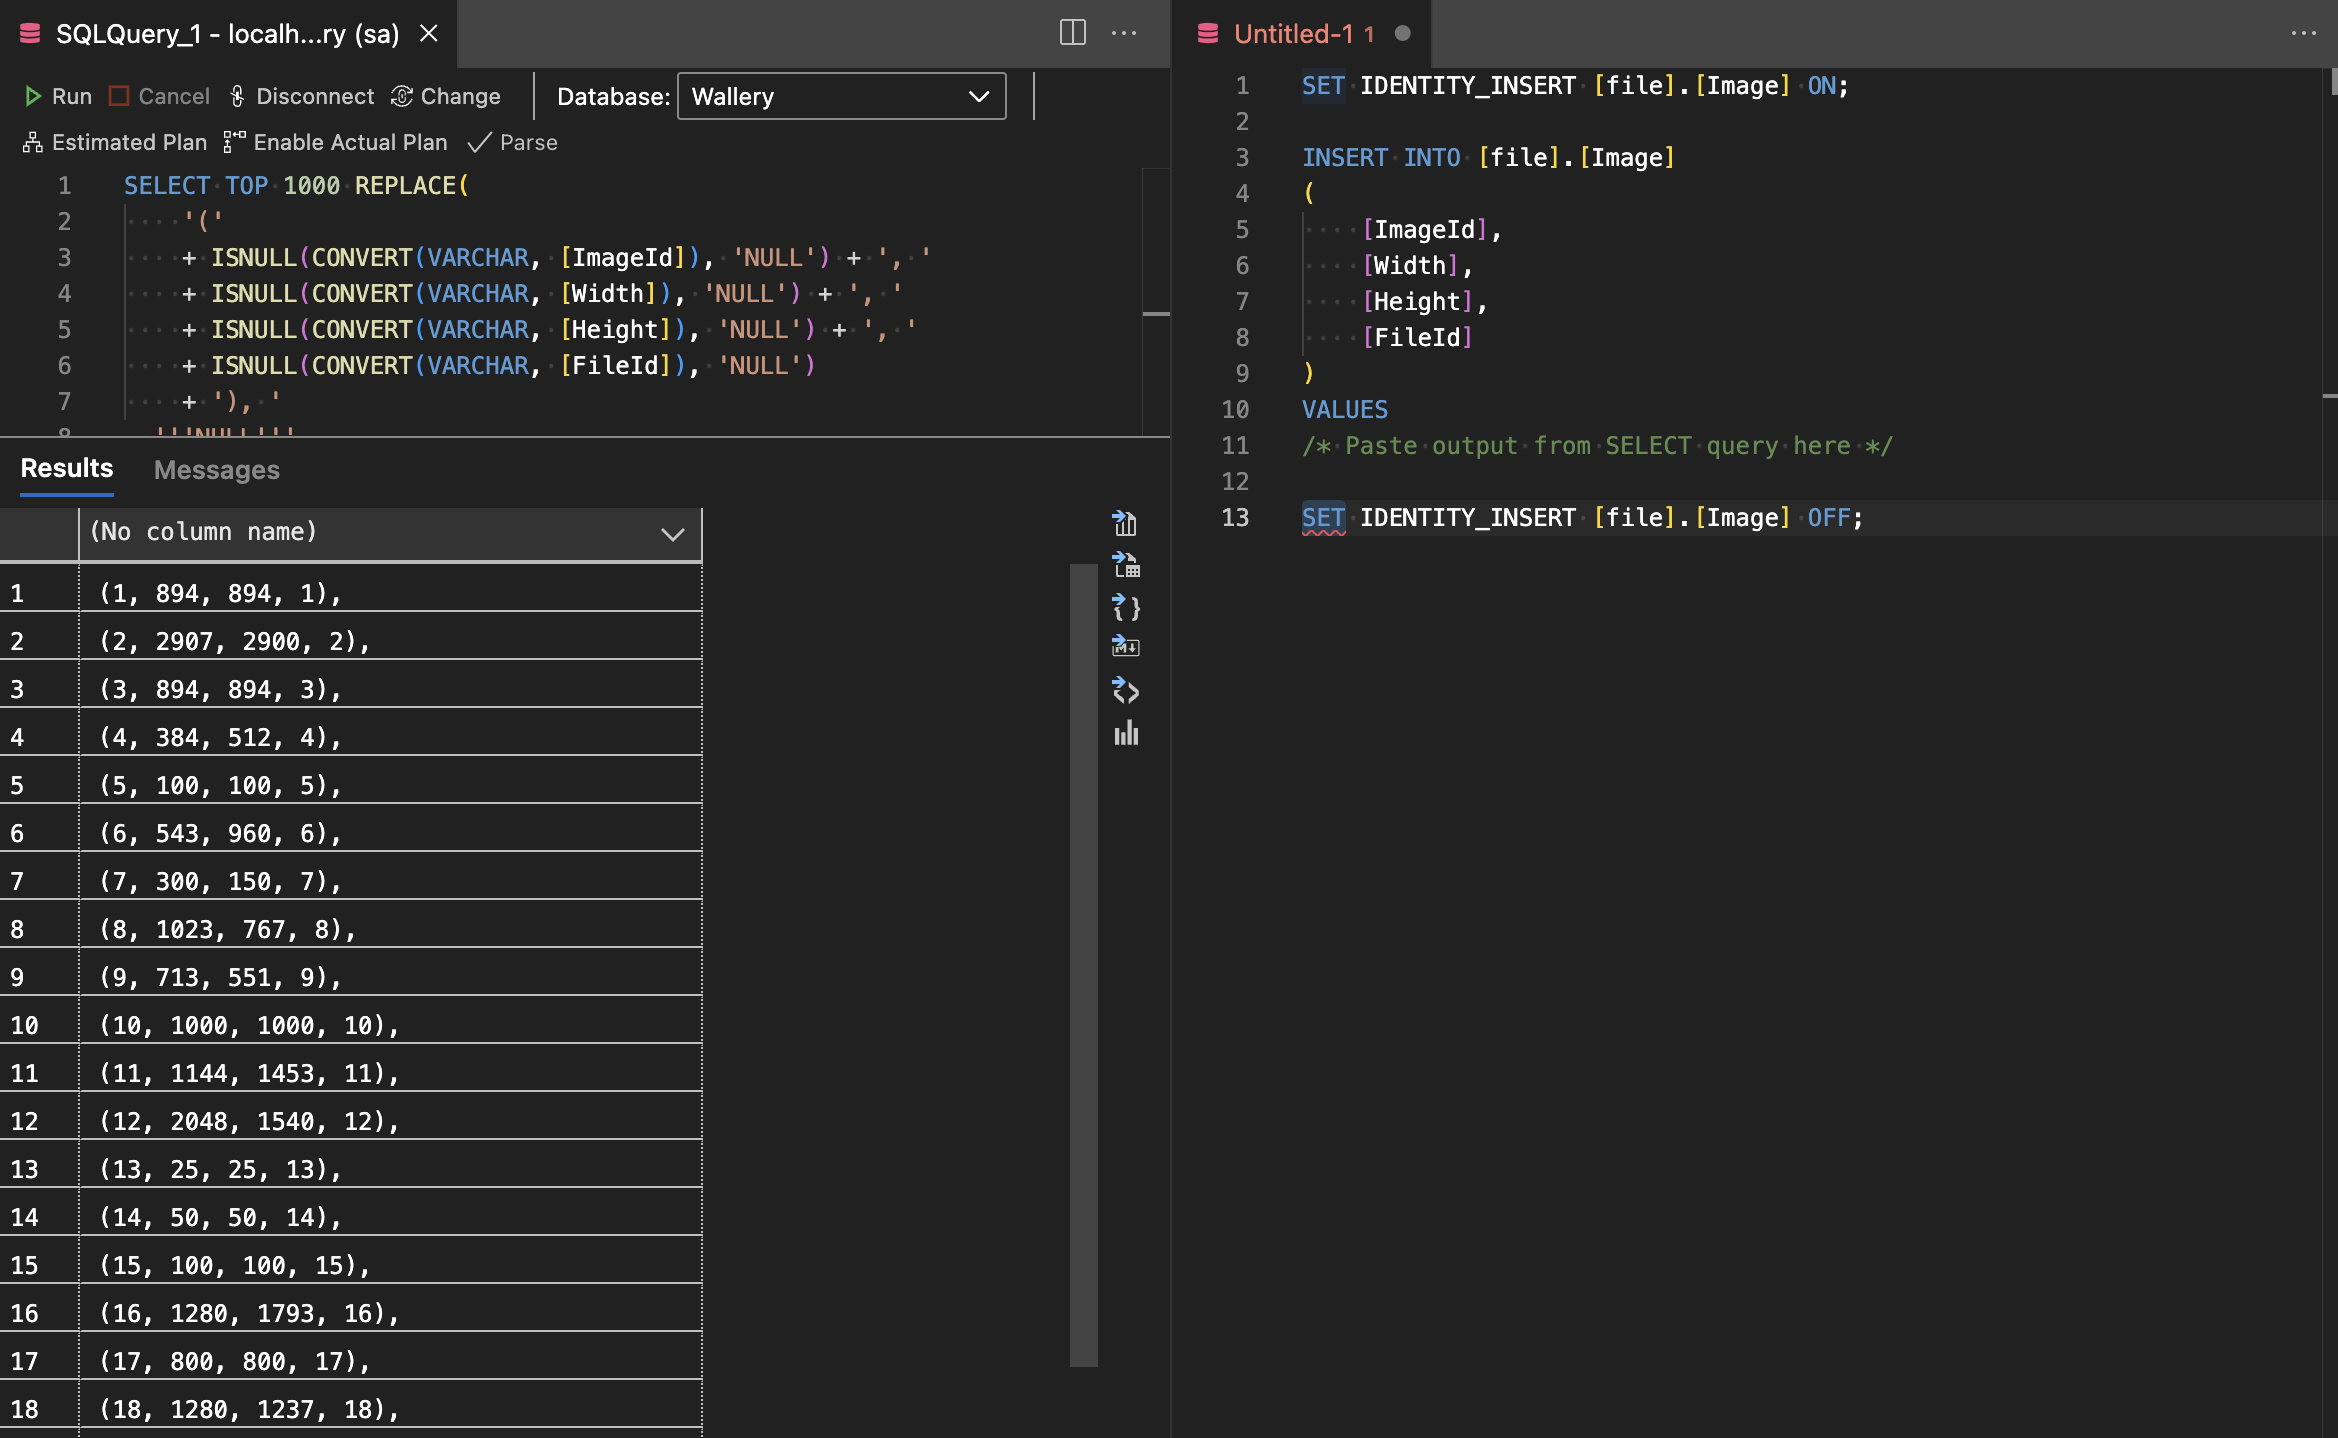 SQLQuery_1 - localh...ry (sa)
Run Cancel Disconnect Change Database: Wallery
Estimated Plan Enable Actual Plan Parse
1 SELECT TOP 1000 REPLACE(
2 '('
3 + ISNULL(CONVERT(VARCHAR, [ImageId]), 'NULL') + ', '
4 + ISNULL(CONVERT(VARCHAR, [Width]), 'NULL') + ', '
5 + ISNULL(CONVERT(VARCHAR, [Height]), 'NULL') + ', '
6 + ISNULL(CONVERT(VARCHAR, [FileId]), 'NULL')
7 + '), '
8 '''NULL'''
Results Messages
(No column name)
1 (1, 894, 894, 1),
2 (2, 2907, 2900, 2),
3 (3, 894, 894, 3),
4 (4, 384, 512, 4),
5 (5, 100, 100, 5),
6 (6, 543, 960, 6),
7 (7, 300, 150, 7),
8 (8, 1023, 767, 8),
9 (9, 713, 551, 9),
10 (10, 1000, 1000, 10),
11 (11, 1144, 1453, 11),
12 (12, 2048, 1540, 12),
13 (13, 25, 25, 13),
14 (14, 50, 50, 14),
15 (15, 100, 100, 15),
16 (16, 1280, 1793, 16),
17 (17, 800, 800, 17),
18 (18, 1280, 1237, 18),
Untitled-1 1
1 SET IDENTITY_INSERT [file].[Image] ON;
2
3 INSERT INTO [file].[Image]
4 (
5 [ImageId],
6 [Width],
7 [Height],
8 [FileId]
9 )
10 VALUES
11 /* Paste output from SELECT query here */
12
13 SET IDENTITY_INSERT [file].[Image] OFF;